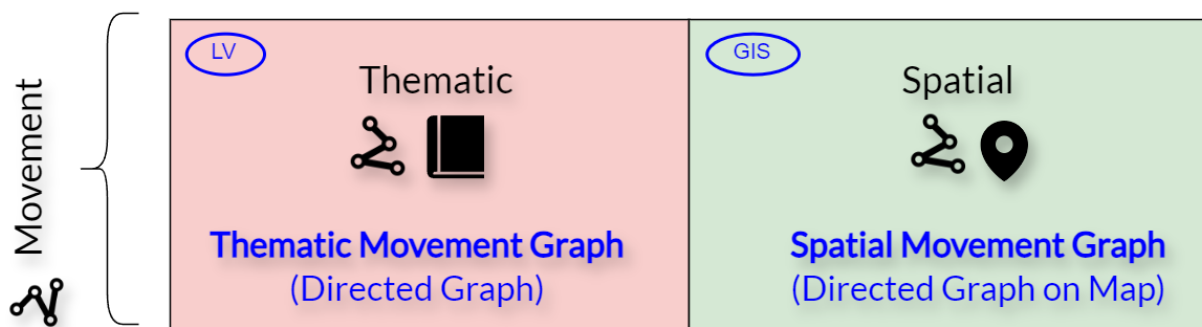 Movement
LV
Thematic
Thematic Movement Graph
(Directed Graph)
GIS
Spatial
Spatial Movement Graph
(Directed Graph on Map)